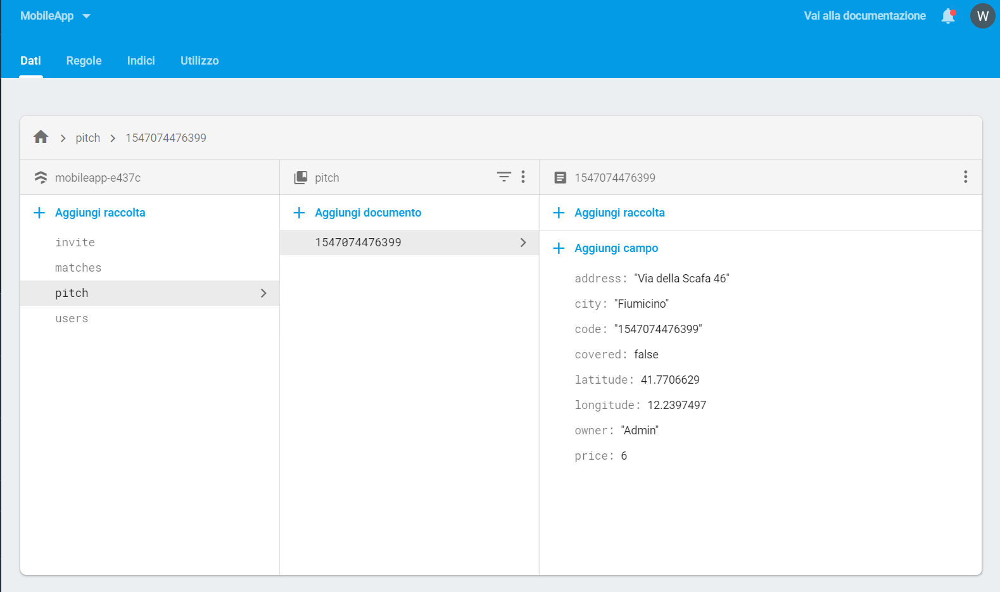 MobileApp
Vai alla documentazione
W
Dati Regole Indici Utilizzo
pitch 1547074476399
mobileapp-e437c
Aggiungi raccolta
invite
matches
pitch
users
pitch
Aggiungi documento
1547074476399
1547074476399
Aggiungi raccolta
Aggiungi campo
address: "Via della Scafa 46"
city: "Fiumicino"
code: "1547074476399"
covered: false
latitude: 41.7706629
longitude: 12.2397497
owner: "Admin"
price: 6